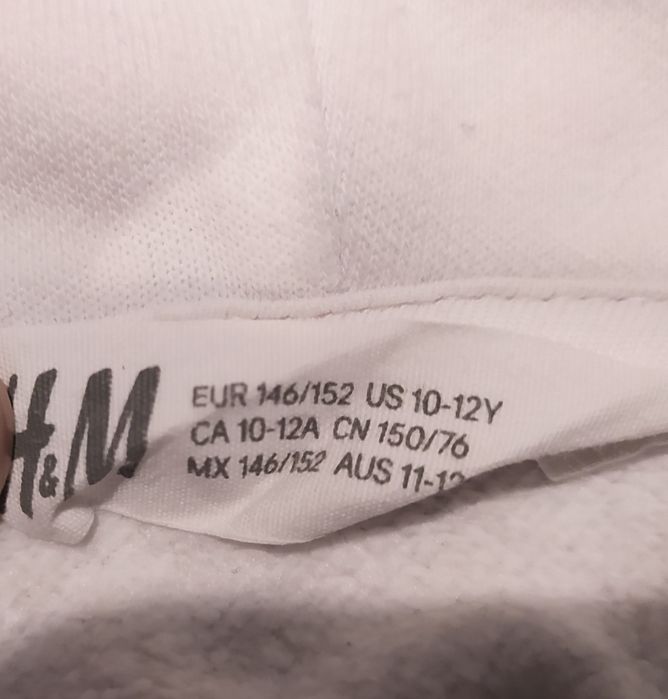 H&M
EUR 146/152 US 10-12Y
CA 10-12A CN 150/76
MX 146/152 AUS